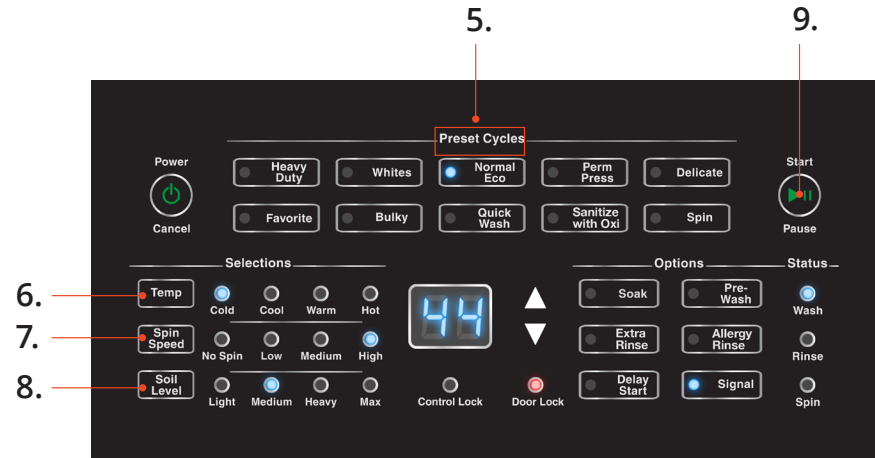 5.
9.
Preset Cycles
Power
Cancel
Heavy
Duty
Whites
Normal
Eco
Perm
Press
Delicate
Start
Pause
Favorite
Bulky
Quick
Wash
Sanitize
with Oxi
Spin
Selections
Options
Status
6.
Temp
Cold
Cool
Warm
Hot
7.
Spin
Speed
No Spin
Low
Medium
High
8.
Soil
Level
Light
Medium
Heavy
Max
44
Control Lock
Door Lock
Soak
Pre-
Wash
Wash
Extra
Rinse
Allergy
Rinse
Rinse
Delay
Start
Signal
Spin